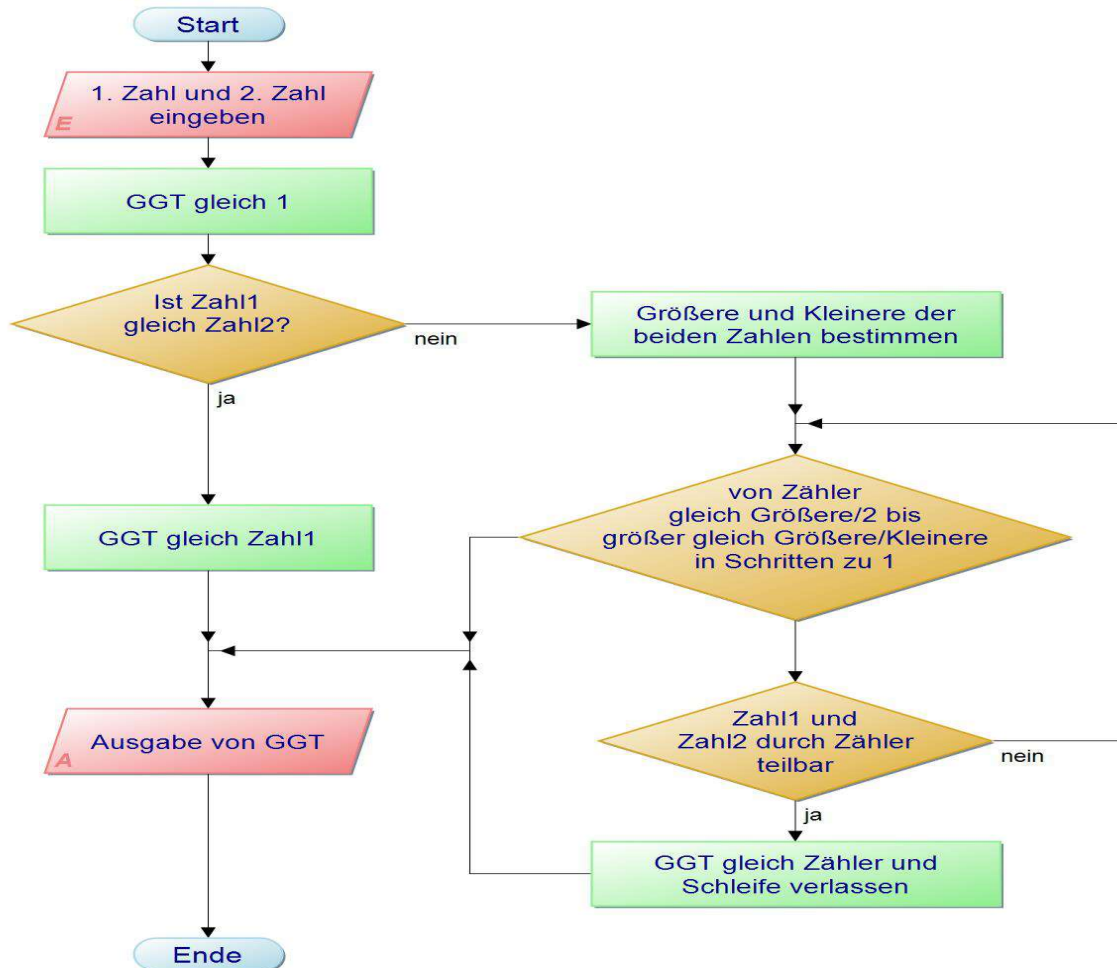 Start
1. Zahl und 2. Zahl
eingeben
E
GGT gleich 1
Ist Zahl1
gleich Zahl2?
nein
ja
Größere und Kleinere der
beiden Zahlen bestimmen
von Zähler
gleich Größere/2 bis
größer gleich Größere/Kleinere
in Schritten zu 1
GGT gleich Zahl1
Zahl1 und
Zahl2 durch Zähler
teilbar
nein
ja
Ausgabe von GGT
A
GGT gleich Zähler und
Schleife verlassen
Ende